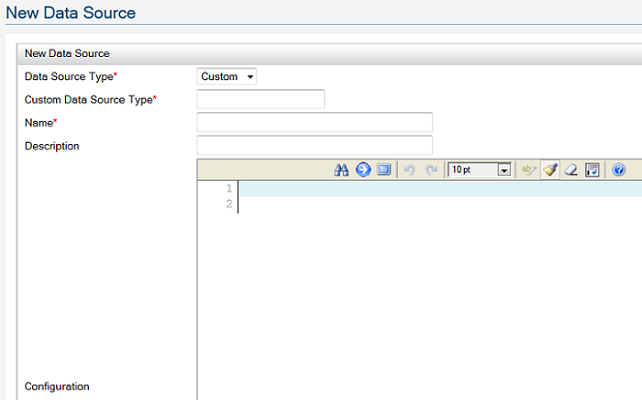 New Data Source
New Data Source
Data Source Type* Custom
Custom Data Source Type*
Name*
Description
10 pt
1
2
Configuration